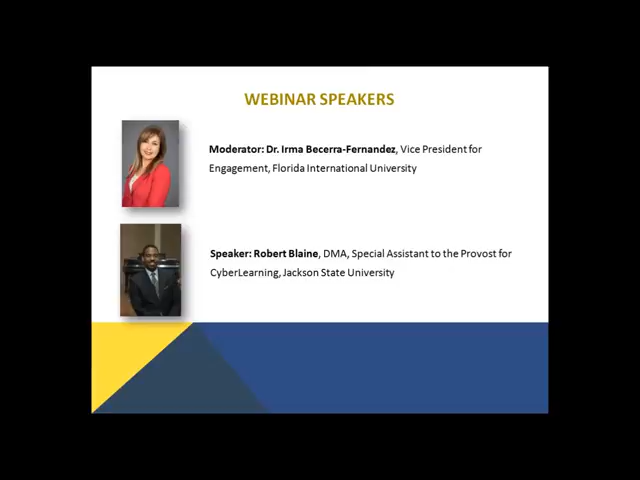 WEBINAR SPEAKERS
Moderator: Dr. Irma Becerra-Fernandez, Vice President for
Engagement, Florida International University
Speaker: Robert Blaine, DMA, Special Assistant to the Provost for
CyberLearning, Jackson State University